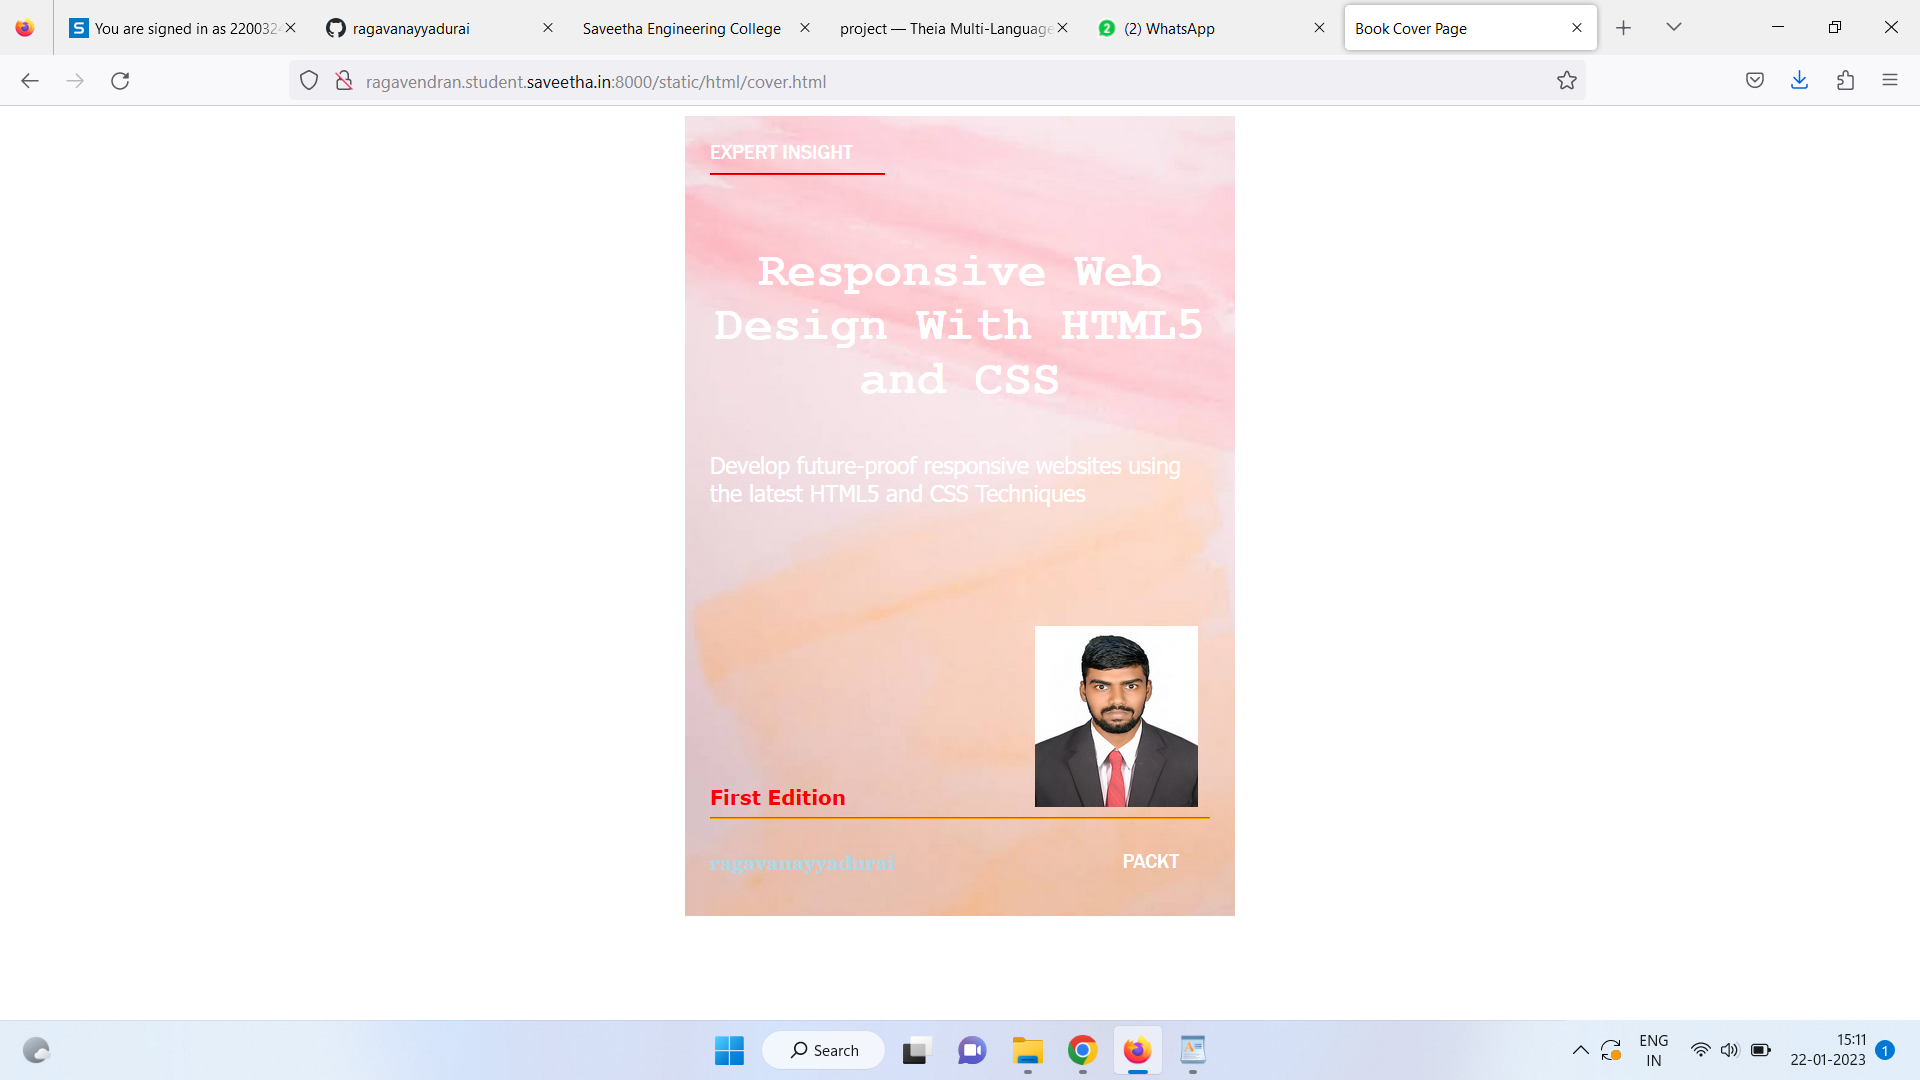 You are signed in as 220032
ragavanayyadurai
Saveetha Engineering College
project — Theia Multi-Language
2
(2) WhatsApp
Book Cover Page
ragavendran.student.saveetha.in:8000/static/html/cover.html
EXPERT INSIGHT
Responsive Web
Design With HTML5
and CSS
Develop future-proof responsive websites using
the latest HTML5 and CSS Techniques
First Edition
ragavanayyadurai
PACKT
Search
ENG
IN
15:11
22-01-2023
1